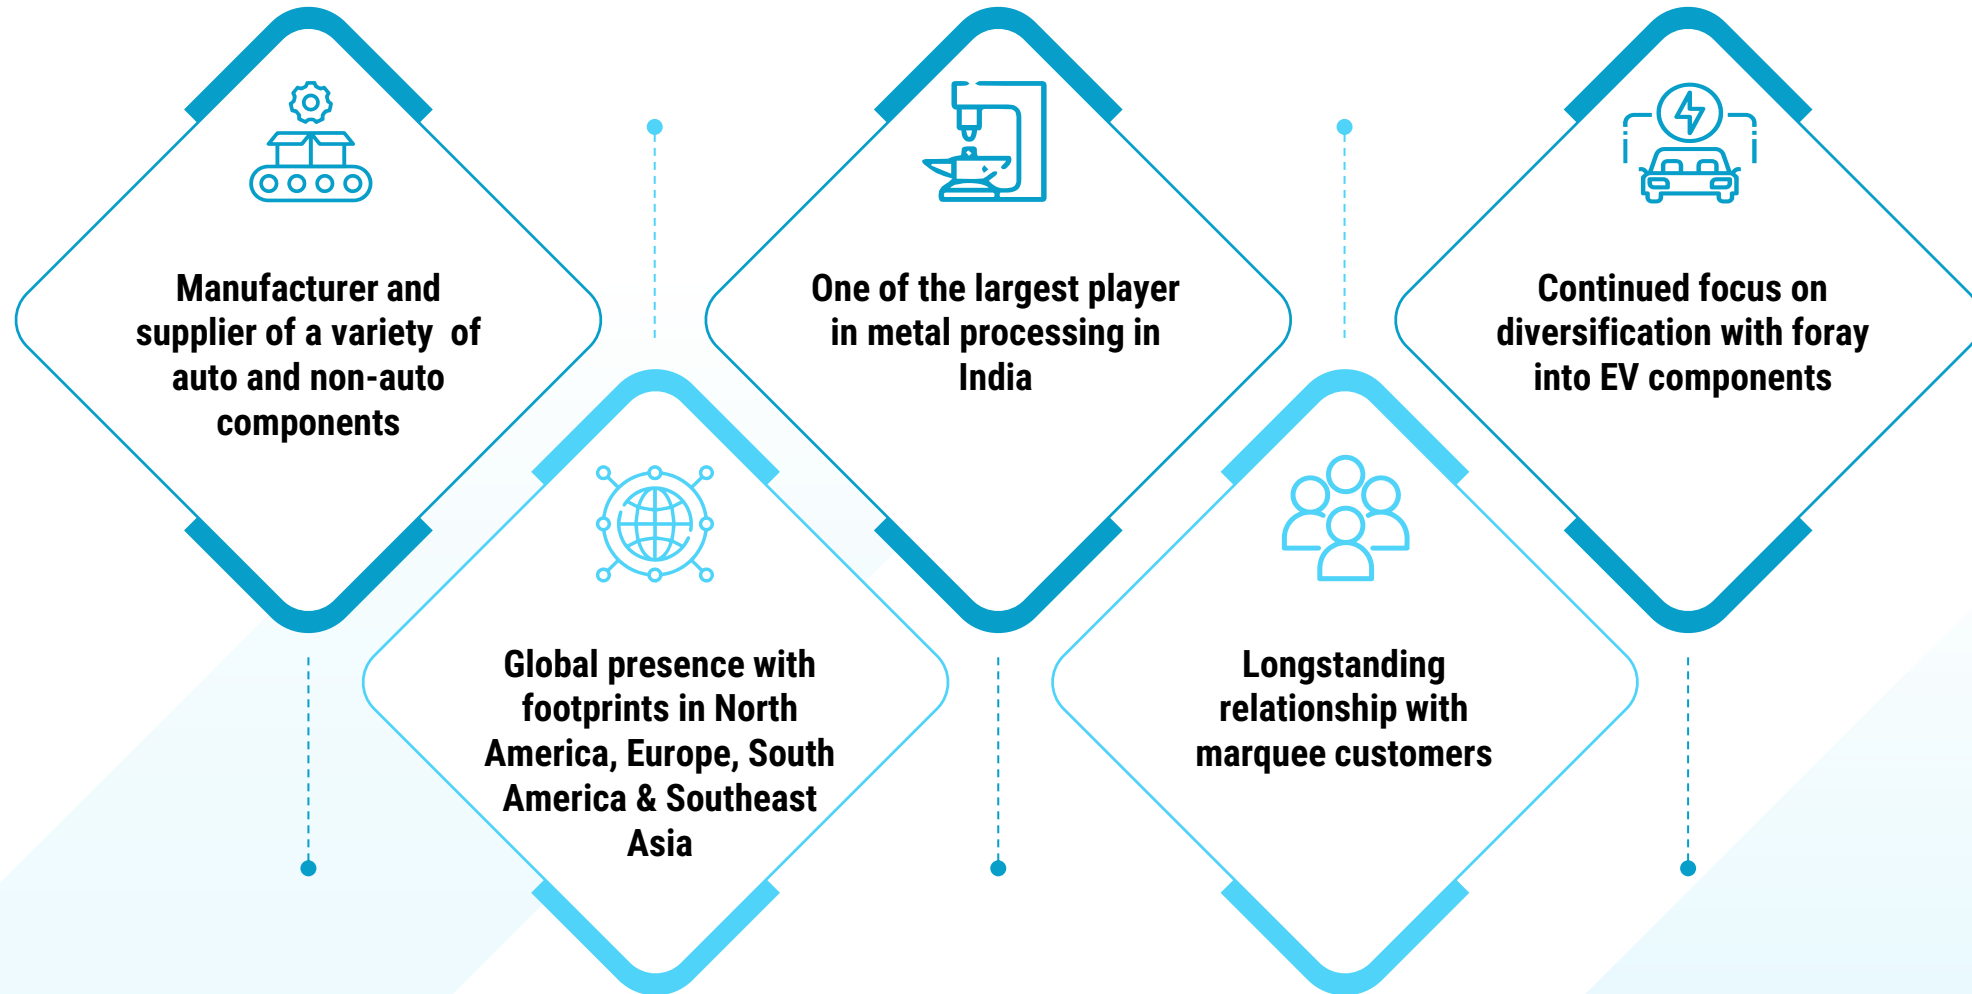 Manufacturer and
supplier of a variety  of
auto and non-auto
components
Global presence with
footprints in North
America, Europe, South
America & Southeast
Asia
One of the largest player
in metal processing in
India
Longstanding
relationship with
marquee customers
Continued focus on
diversification with foray
into EV components